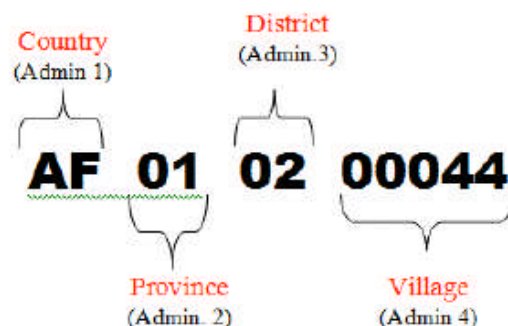 Country
(Admin 1)
District
(Admin.3)
AF 01 02 00044
Province
(Admin. 2)
Village
(Admin 4)